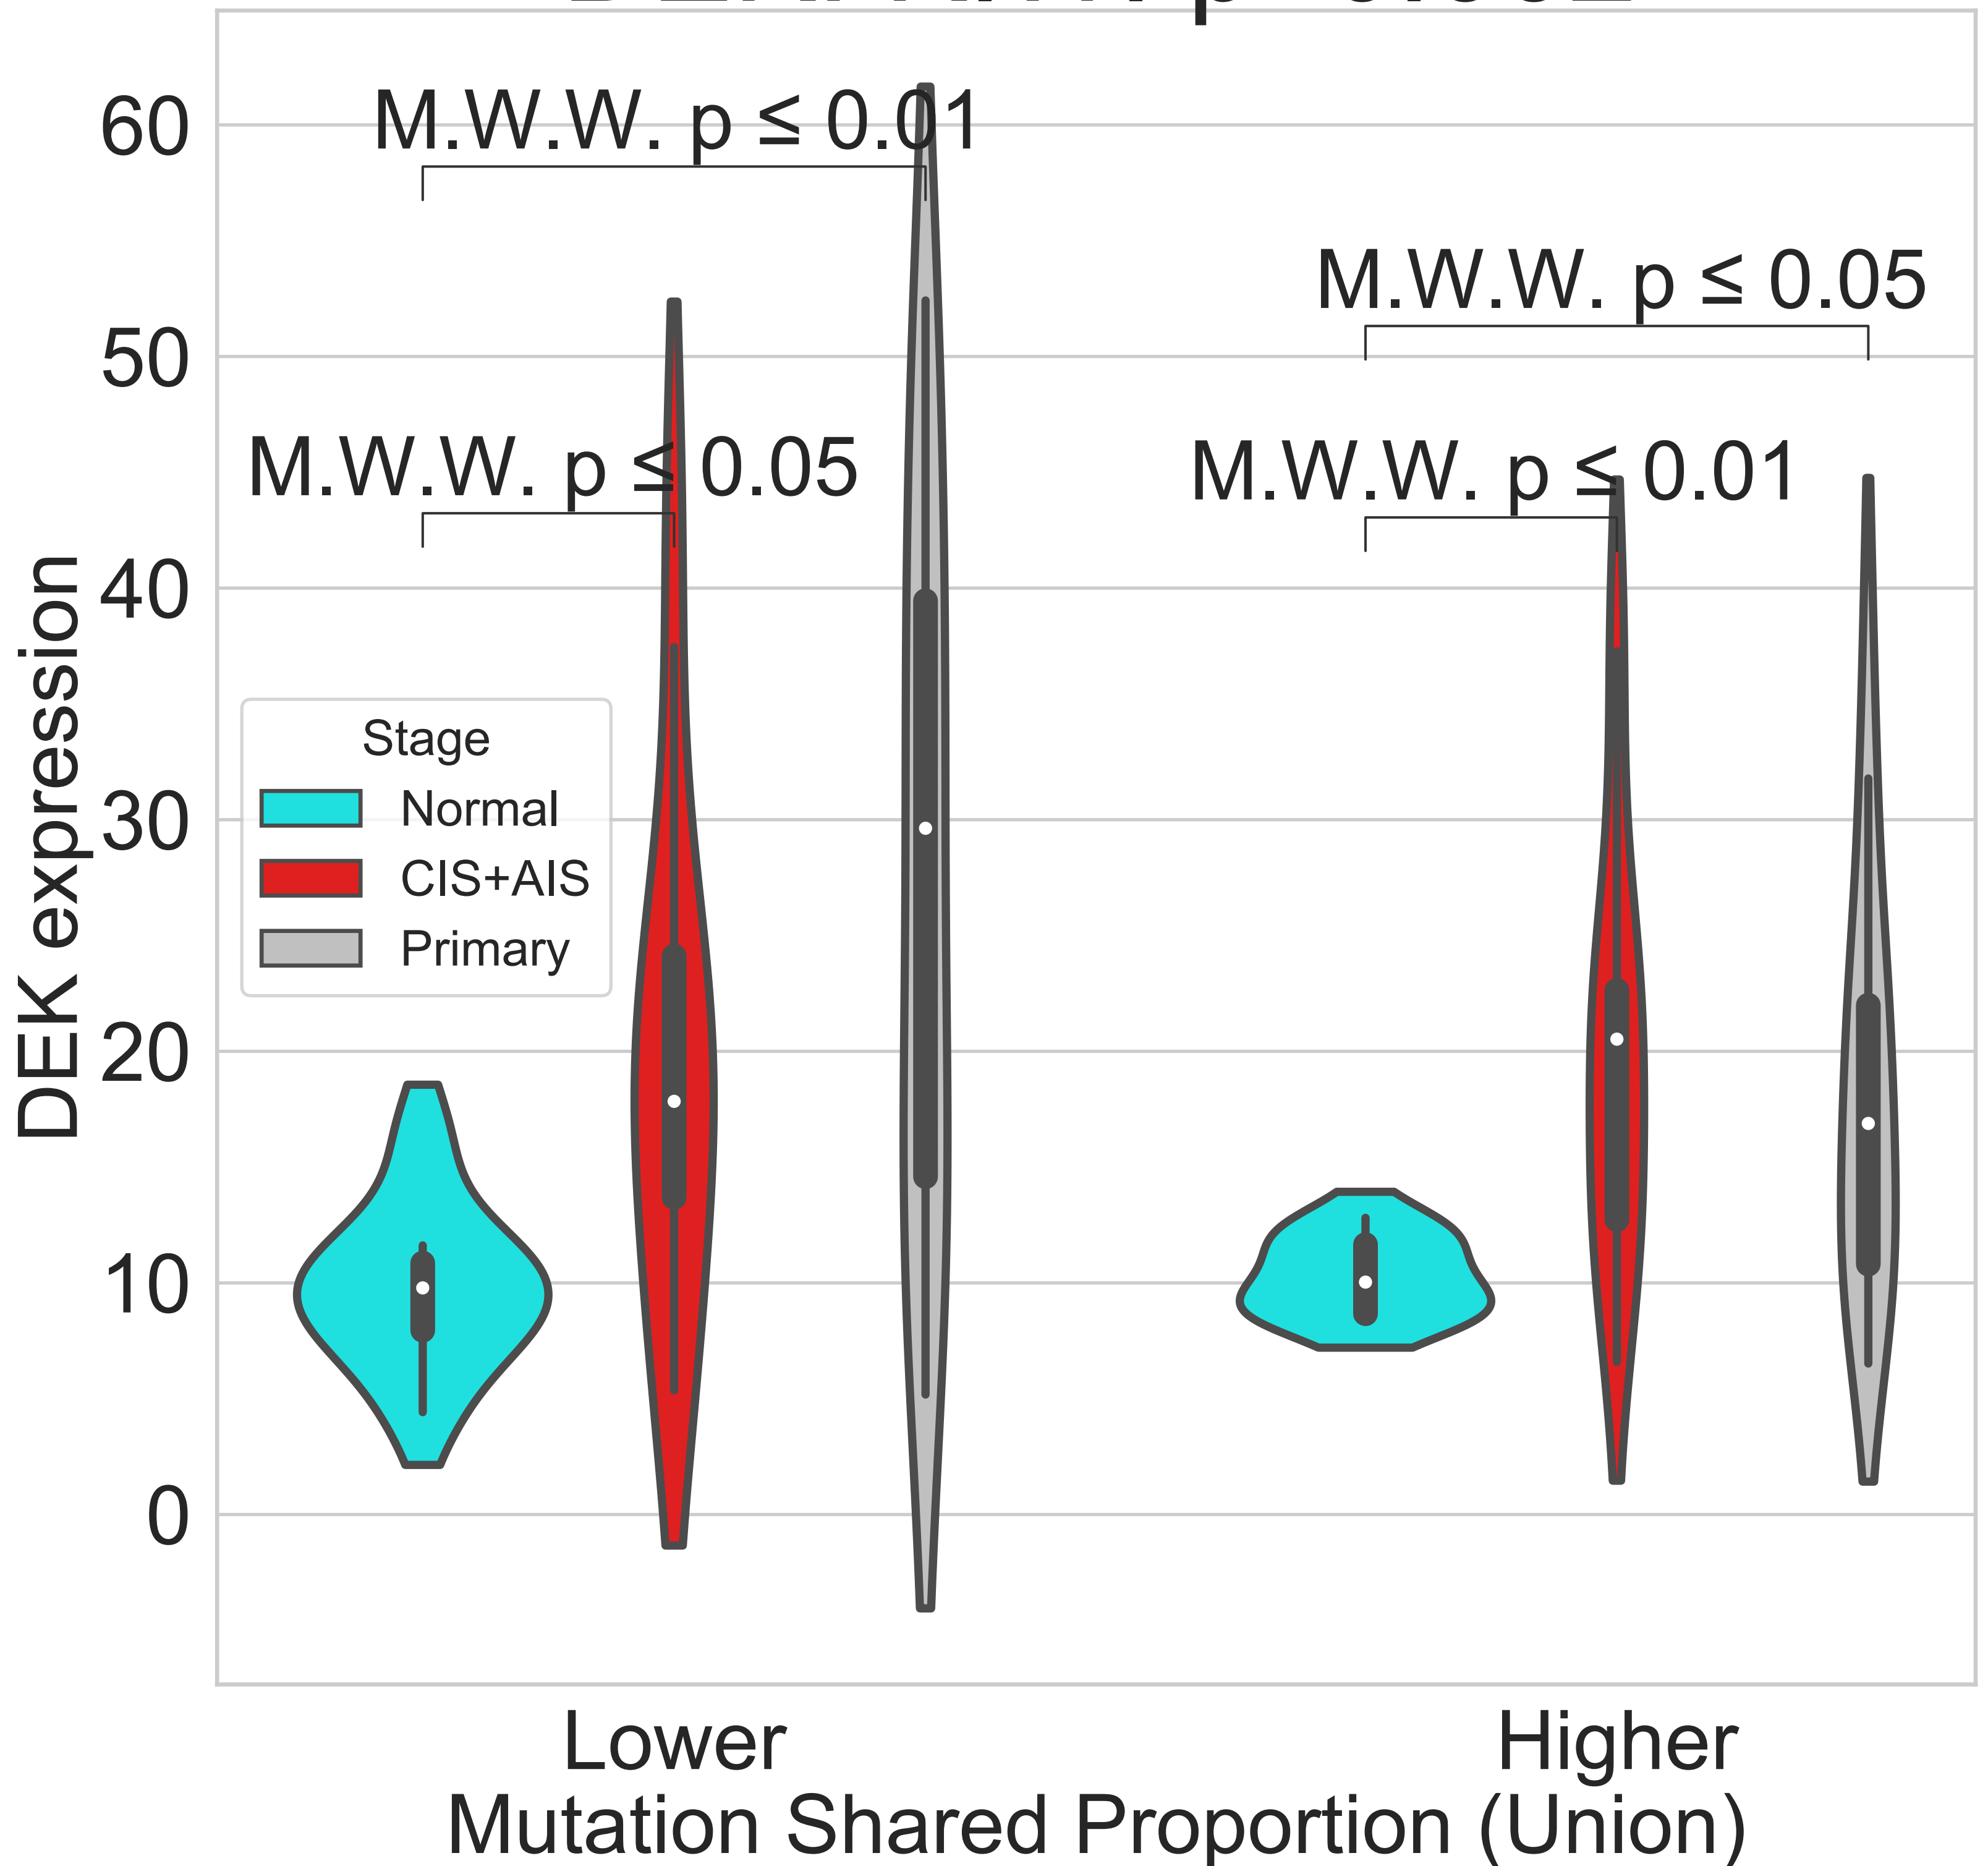 60
50
40
30
20
10
0
DEK expression
M.W.W. p ≤ 0.01
M.W.W. p ≤ 0.05
M.W.W. p ≤ 0.05
M.W.W. p ≤ 0.01
Stage
Normal
CIS+AIS
Primary
Lower
Higher
Mutation Shared Proportion (Union)